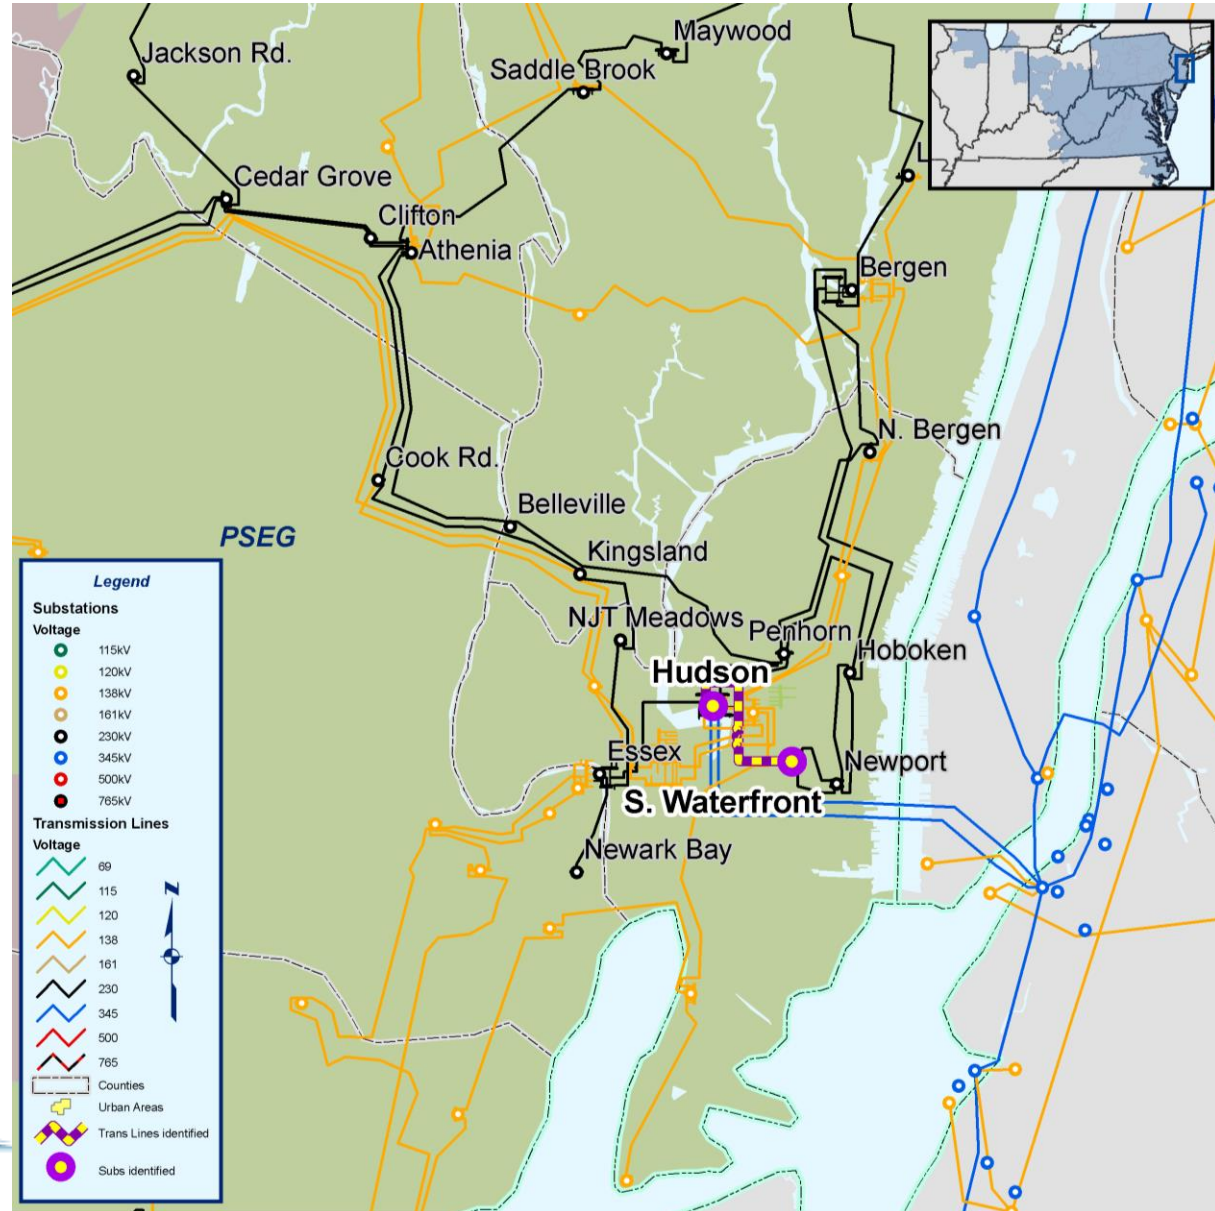 Maywood
Jackson Rd.
Saddle Brook
Cedar Grove
L
Clifton
Athenia
Bergen
N. Bergen
Cook Rd.
Belleville
PSEG
Kingsland
NJT Meadows
Penhorn
Hoboken
Hudson
Essex
Newport
S. Waterfront
Newark Bay
Legend
Substations
Voltage
115kV
120kV
138kV
161kV
230kV
345kV
500kV
765kV
Transmission Lines
Voltage
69
115
N
120
138
161
230
345
500
765
Counties
Urban Areas
Trans Lines identified
Subs identified